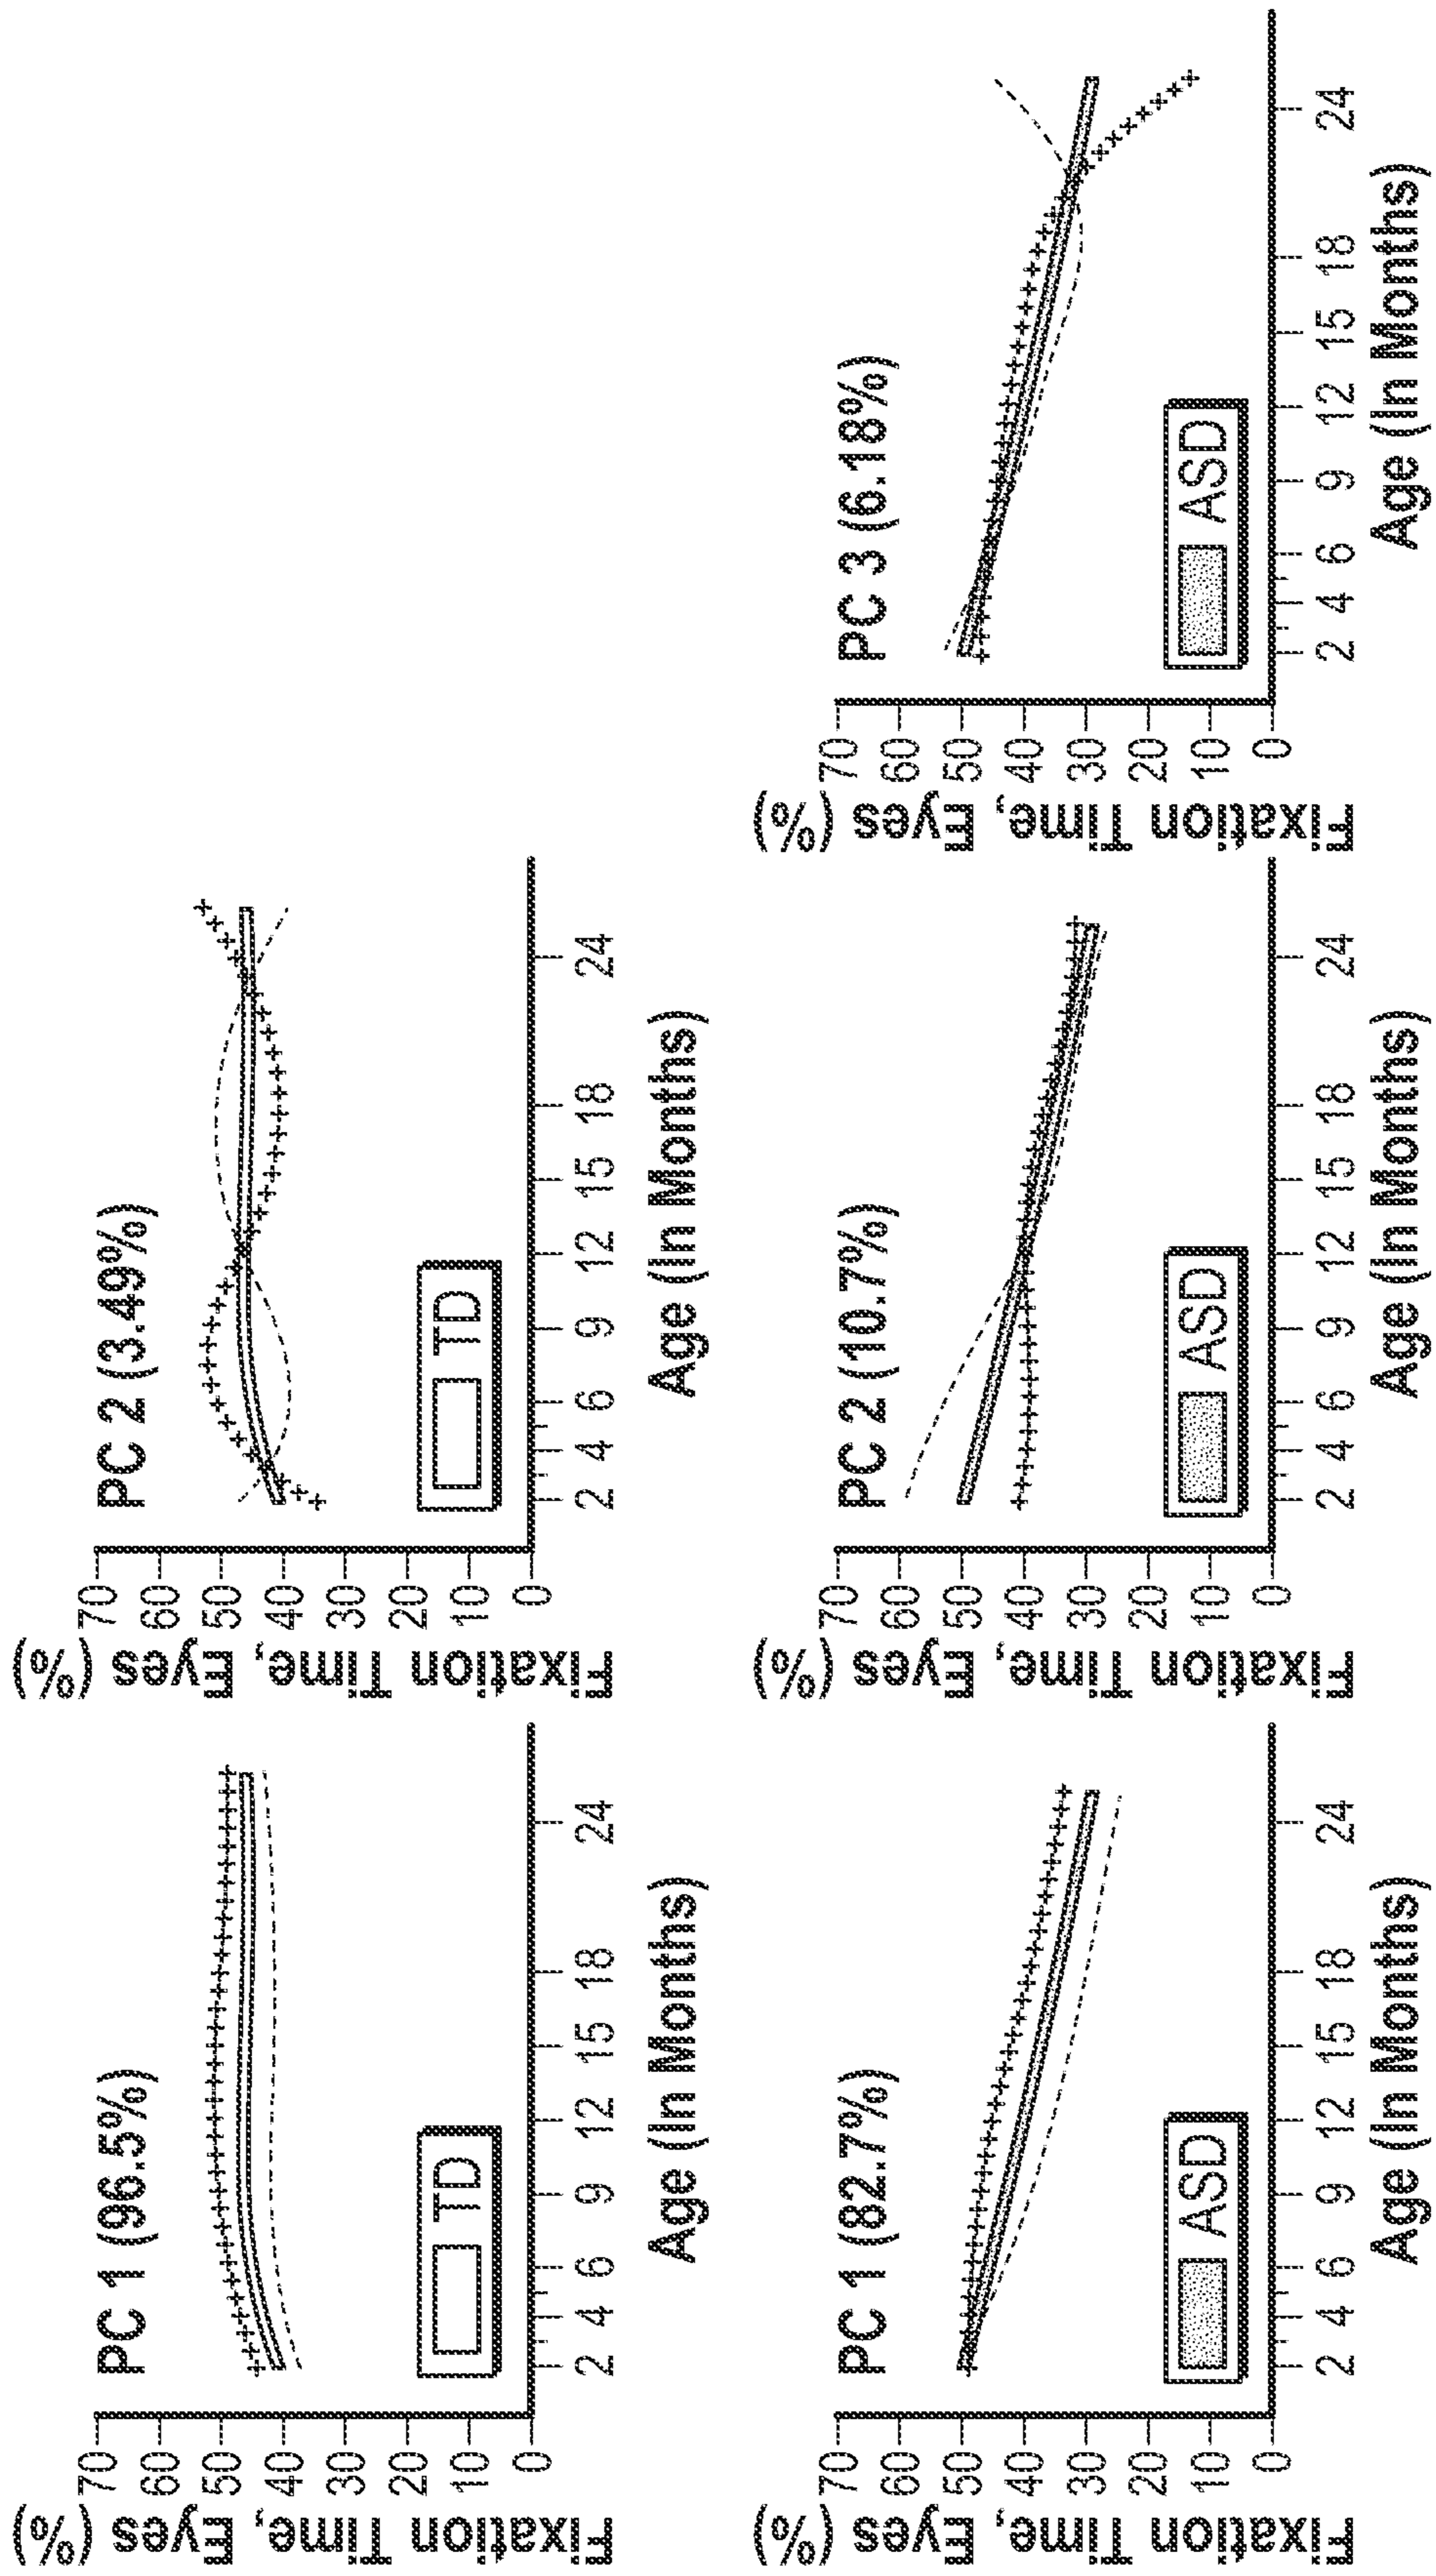 PC 1 (96.5%)
Fixation Time, Eyes (%)
70
60
50
40
30
20
10
0
TD
2 4 6 9 12 15 18 24
Age (In Months)
PC 2 (3.49%)
Fixation Time, Eyes (%)
70
60
50
40
30
20
10
0
TD
2 4 6 9 12 15 18 24
Age (In Months)
PC 1 (82.7%)
Fixation Time, Eyes (%)
70
60
50
40
30
20
10
0
ASD
2 4 6 9 12 15 18 24
Age (In Months)
PC 2 (10.7%)
Fixation Time, Eyes (%)
70
60
50
40
30
20
10
0
ASD
2 4 6 9 12 15 18 24
Age (In Months)
PC 3 (6.18%)
Fixation Time, Eyes (%)
70
60
50
40
30
20
10
0
ASD
2 4 6 9 12 15 18 24
Age (In Months)